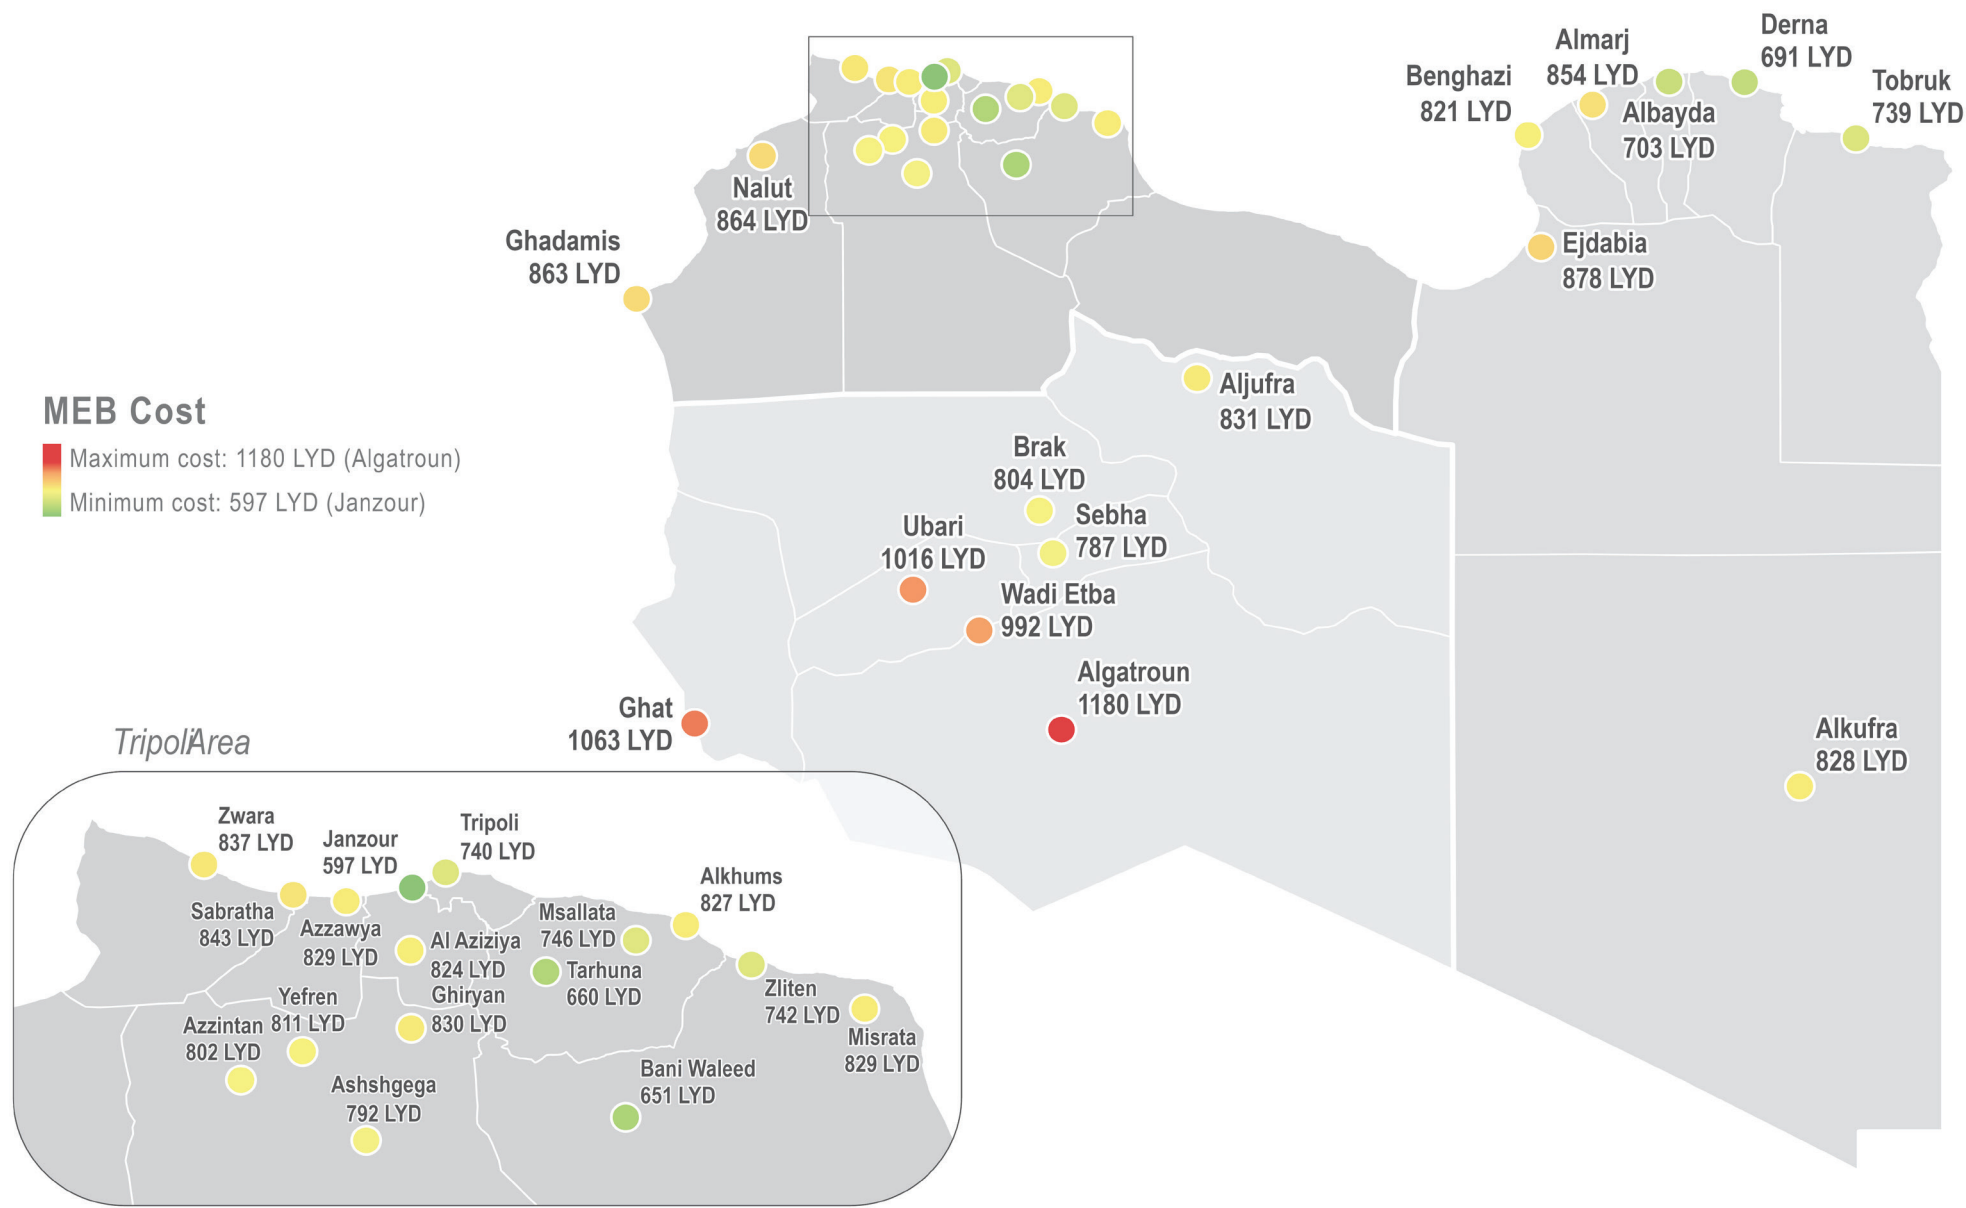 Derna
691 LYD
Almarj
854 LYD
Benghazi
821 LYD
Tobruk
739 LYD
Albayda
703 LYD
Nalut
864 LYD
Ghadamis
863 LYD
Ejdabia
878 LYD
Aljufra
831 LYD
MEB Cost
Maximum cost: 1180 LYD (Algatroun)
Minimum cost: 597 LYD (Janzour)
Brak
804 LYD
Sebha
787 LYD
Ubari
1016 LYD
Wadi Etba
992 LYD
Algatroun
1180 LYD
Ghat
1063 LYD
Alkufra
828 LYD
Tripoli Area
Zwara
837 LYD
Janzour
597 LYD
Tripoli
740 LYD
Alkhums
827 LYD
Sabratha
843 LYD
Azzawya
829 LYD
Al Aziziya
824 LYD
Msallata
746 LYD
Tarhuna
660 LYD
Zliten
742 LYD
Misrata
829 LYD
Yefren
811 LYD
Ghiryan
830 LYD
Azzintan
802 LYD
Ashshgega
792 LYD
Bani Waleed
651 LYD